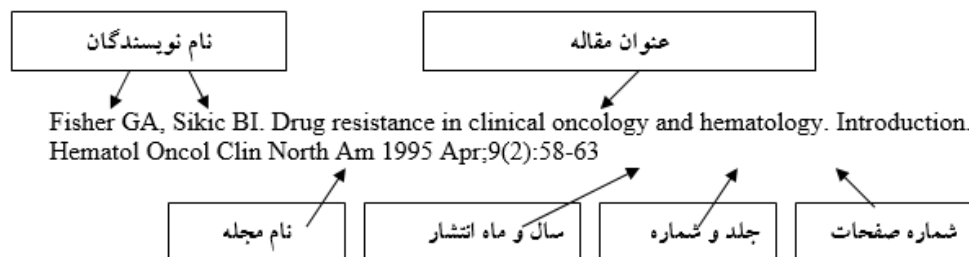 نام نویسندگان
عنوان مقاله
Fisher GA, Sikic BI. Drug resistance in clinical oncology and hematology. Introduction.
Hematol Oncol Clin North Am 1995 Apr;9(2):58-63
نام مجله
سال و ماه انتشار
جلد و شماره
شماره صفحات